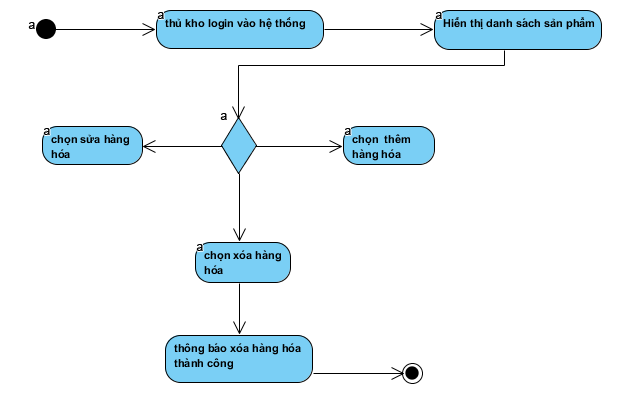 a
a
thủ kho login vào hệ thống
a
Hiển thị danh sách sản phẩm
a
a
chọn sửa hàng
hóa
a
chọn thêm
hàng hóa
a
chọn xóa hàng
hóa
thông báo xóa hàng hóa
thành công